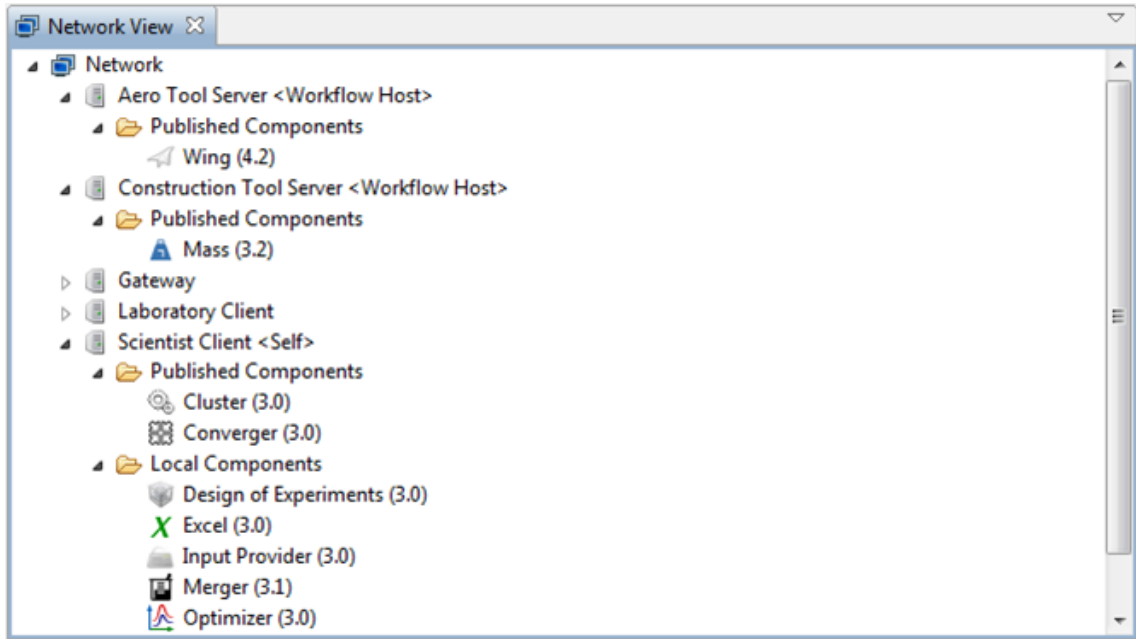 Network View
Network
Aero Tool Server <Workflow Host>
Published Components
Wing (4.2)
Construction Tool Server <Workflow Host>
Published Components
Mass (3.2)
Gateway
Laboratory Client
Scientist Client <Self>
Published Components
Cluster (3.0)
Converger (3.0)
Local Components
Design of Experiments (3.0)
Excel (3.0)
Input Provider (3.0)
Merger (3.1)
Optimizer (3.0)